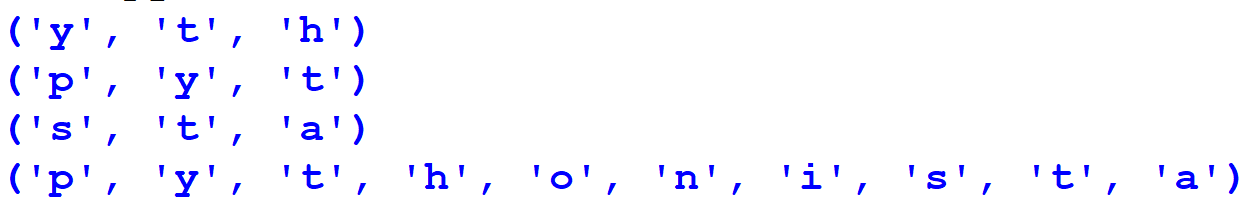 ('y', 't', 'h')
('p', 'y', 't')
('s', 't', 'a')
('p', 'y', 't', 'h', 'o', 'n', 'i', 's', 't', 'a')